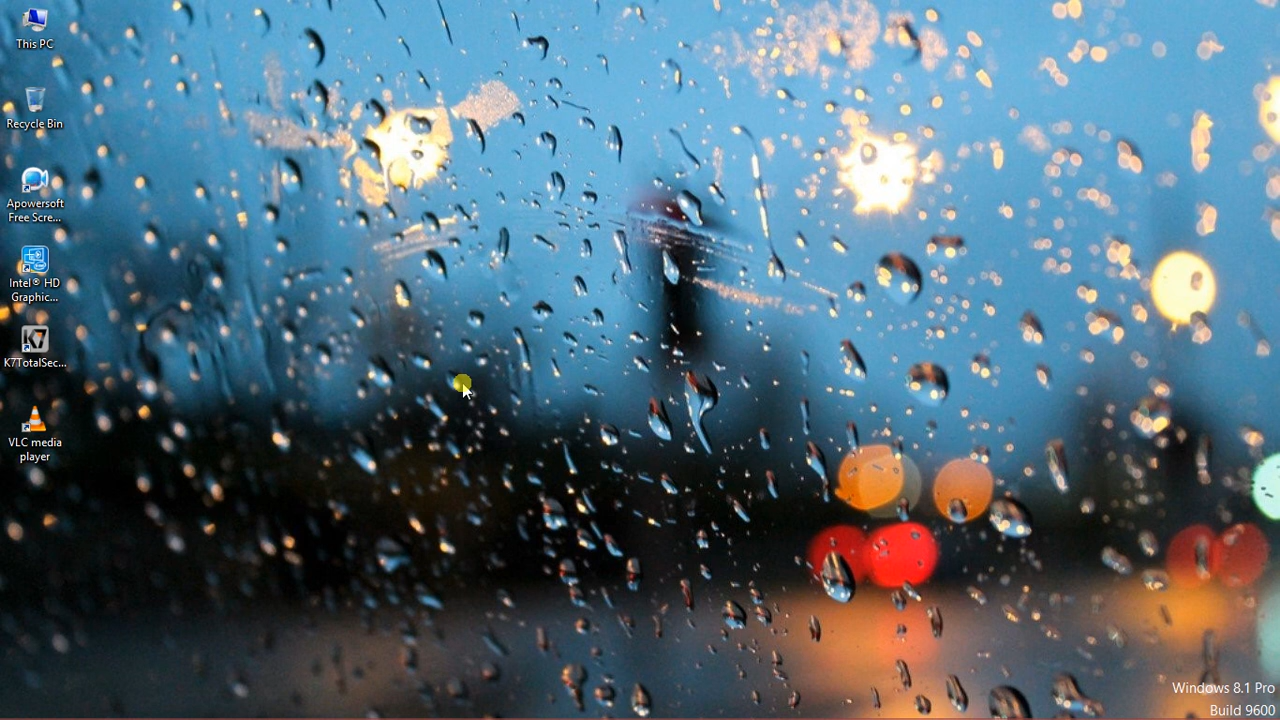 This PC
Recycle Bin
Apowersoft
Free Scre...
Intel® HD
Graphic...
K7TotalSec...
VLC media
player
Windows 8.1 Pro
Build 9600